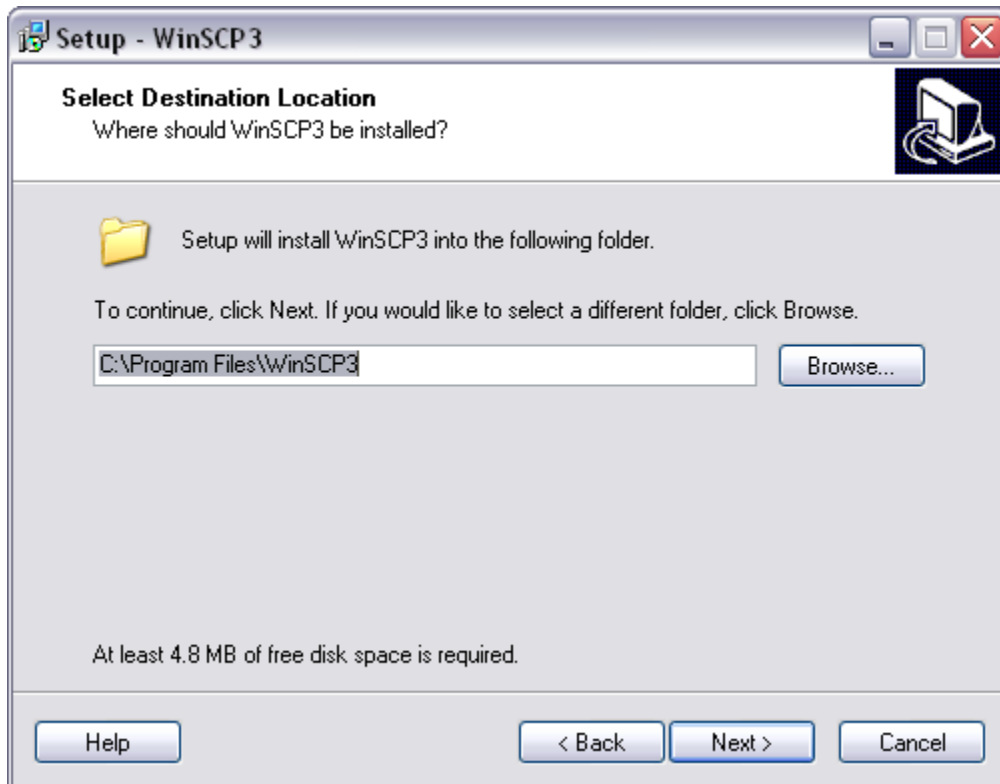 Setup - WinSCP3
Select Destination Location
Where should WinSCP3 be installed?
Setup will install WinSCP3 into the following folder.
To continue, click Next. If you would like to select a different folder, click Browse.
C:\Program Files\WinSCP3
Browse...
At least 4.8 MB of free disk space is required.
Help
< Back
Next >
Cancel